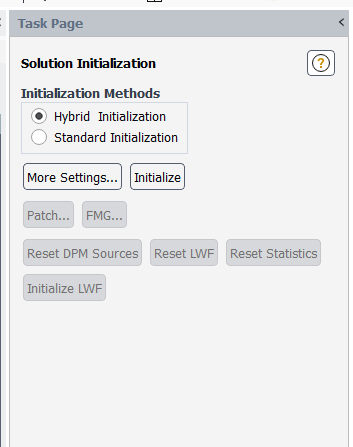 Task Page
<
Solution Initialization
?
Initialization Methods
Hybrid Initialization
Standard Initialization
More Settings... Initialize
Patch... FMG...
Reset DPM Sources Reset LWF Reset Statistics
Initialize LWF